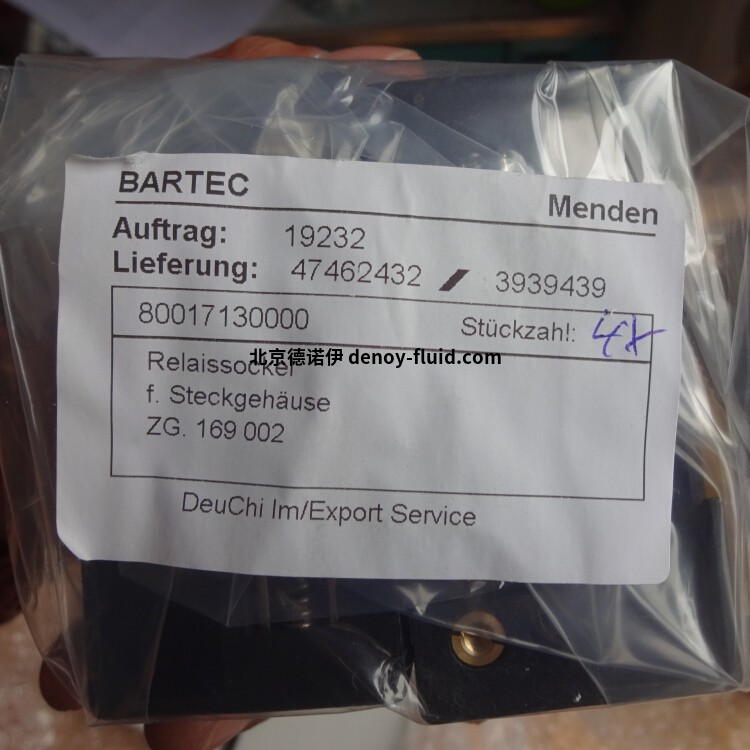 BARTEC Menden
Auftrag: 19232
Lieferung: 47462432 / 3939439
80017130000 Stückzahl: 4x
北京德诺伊 denoy-fluid.com
Relaissockel
f. Steckgehäuse
ZG. 169 002
DeuChi Im/Export Service